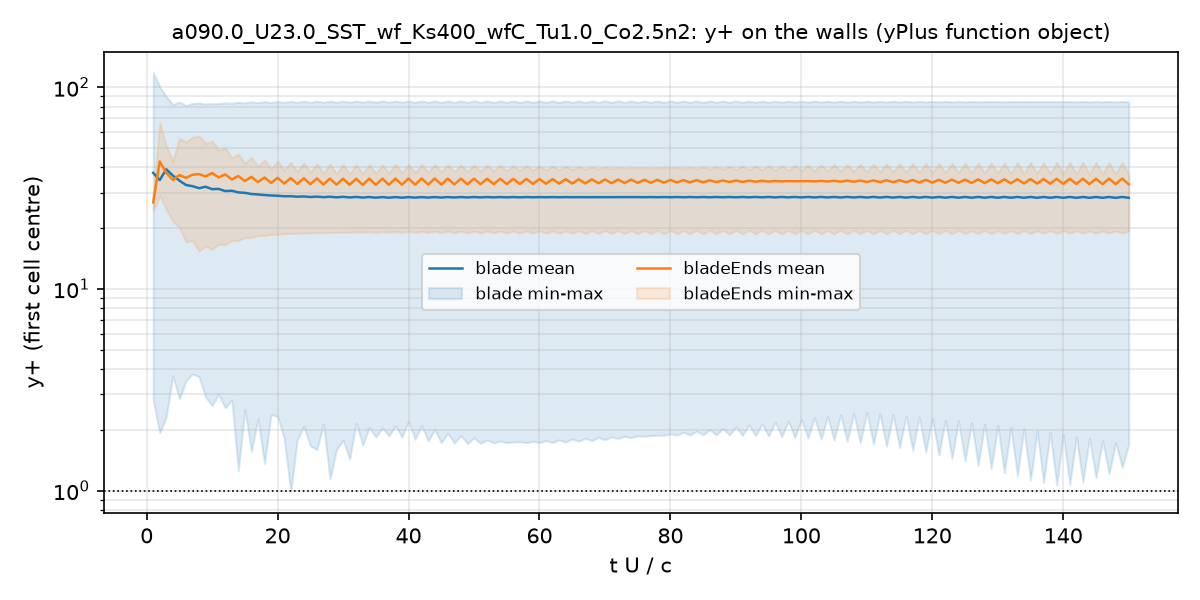 a090.0_U23.0_SST_wf_Ks400_wfC_Tu1.0_Co2.5n2: y+ on the walls (yPlus function object)
y+ (first cell centre)
10²
10¹
10⁰
blade mean
blade min-max
bladeEnds mean
bladeEnds min-max
0 20 40 60 80 100 120 140
t U / c